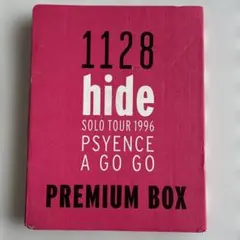 1128
hide
SOLO TOUR 1996
PSYENCE
A GO GO
PREMIUM BOX